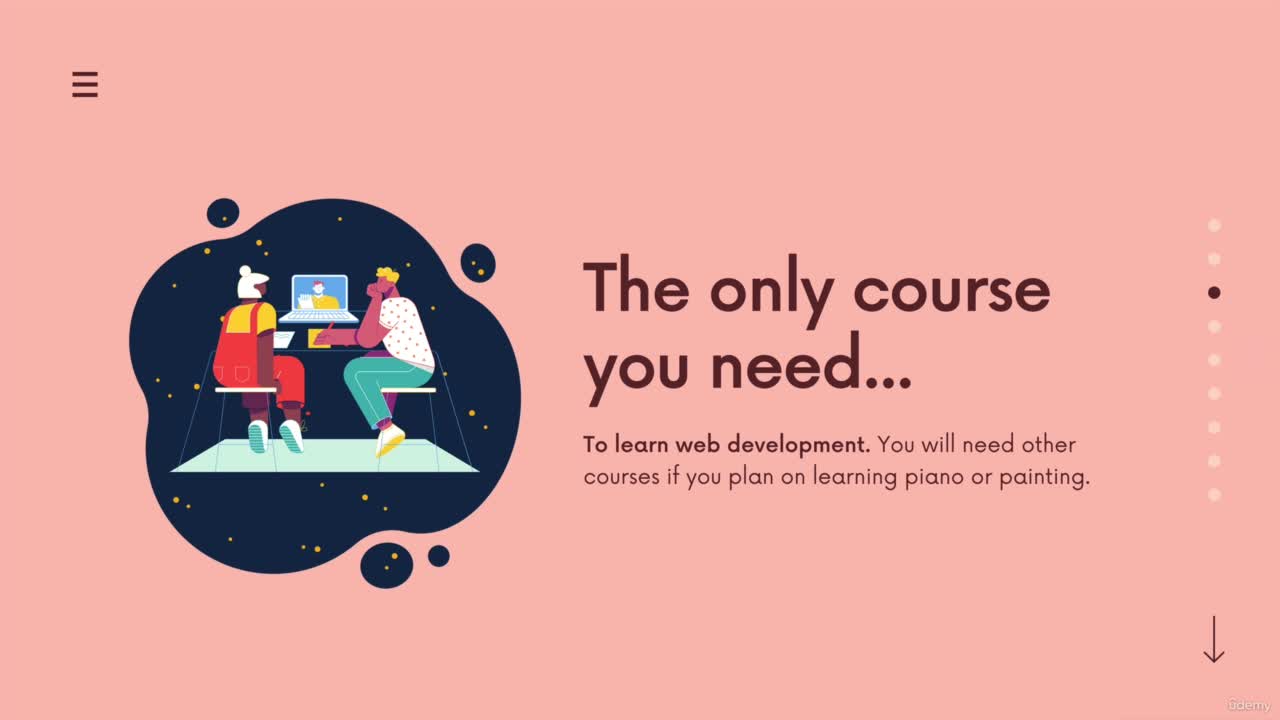 The only course
you need...
To learn web development. You will need other
courses if you plan on learning piano or painting.
ûdemy